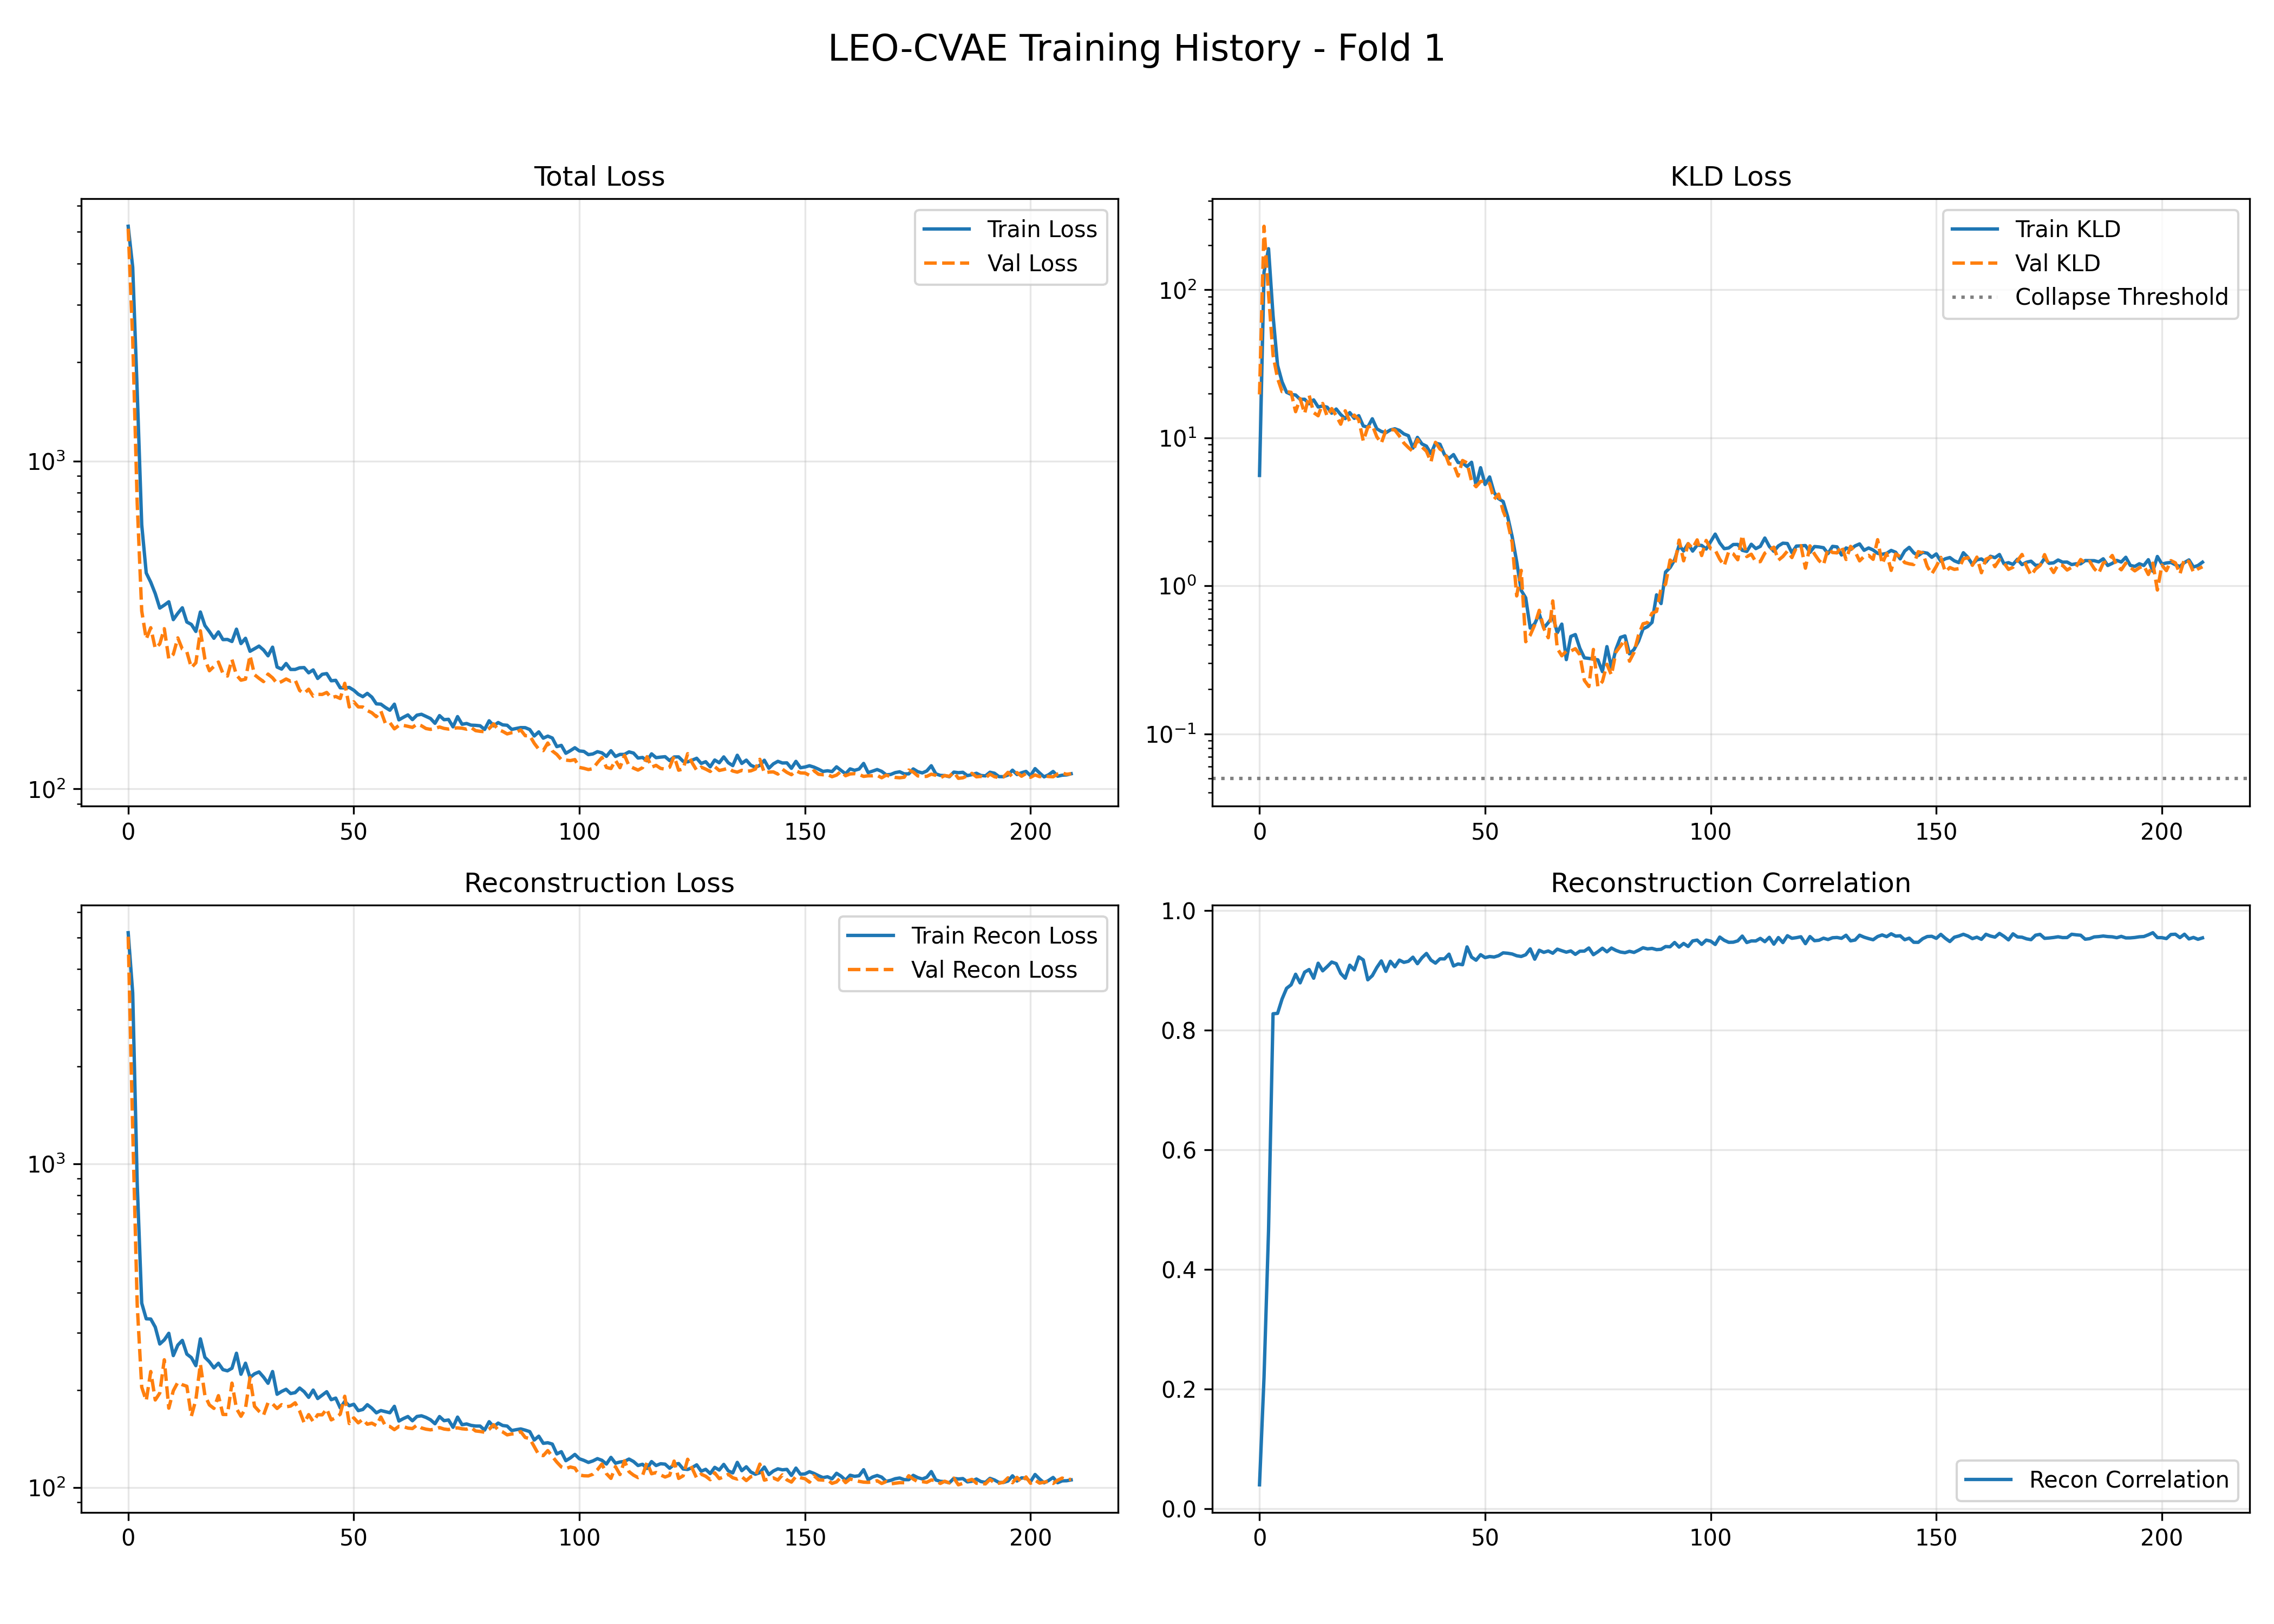 LEO-CVAE Training History - Fold 1
Total Loss
Train Loss
Val Loss
10³
10²
0 50 100 150 200
KLD Loss
Train KLD
Val KLD
Collapse Threshold
10²
10¹
10⁰
10⁻¹
0 50 100 150 200
Reconstruction Loss
Train Recon Loss
Val Recon Loss
10³
10²
0 50 100 150 200
Reconstruction Correlation
1.0
0.8
0.6
0.4
0.2
0.0
Recon Correlation
0 50 100 150 200